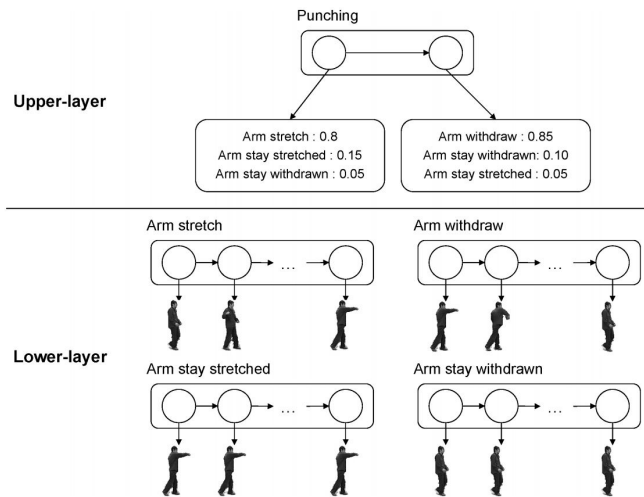 Punching
Upper-layer
Arm stretch : 0.8
Arm stay stretched : 0.15
Arm stay withdrawn : 0.05
Arm withdraw : 0.85
Arm stay withdrawn: 0.10
Arm stay stretched : 0.05
Lower-layer
Arm stretch
...
Arm withdraw
...
Arm stay stretched
...
Arm stay withdrawn
...